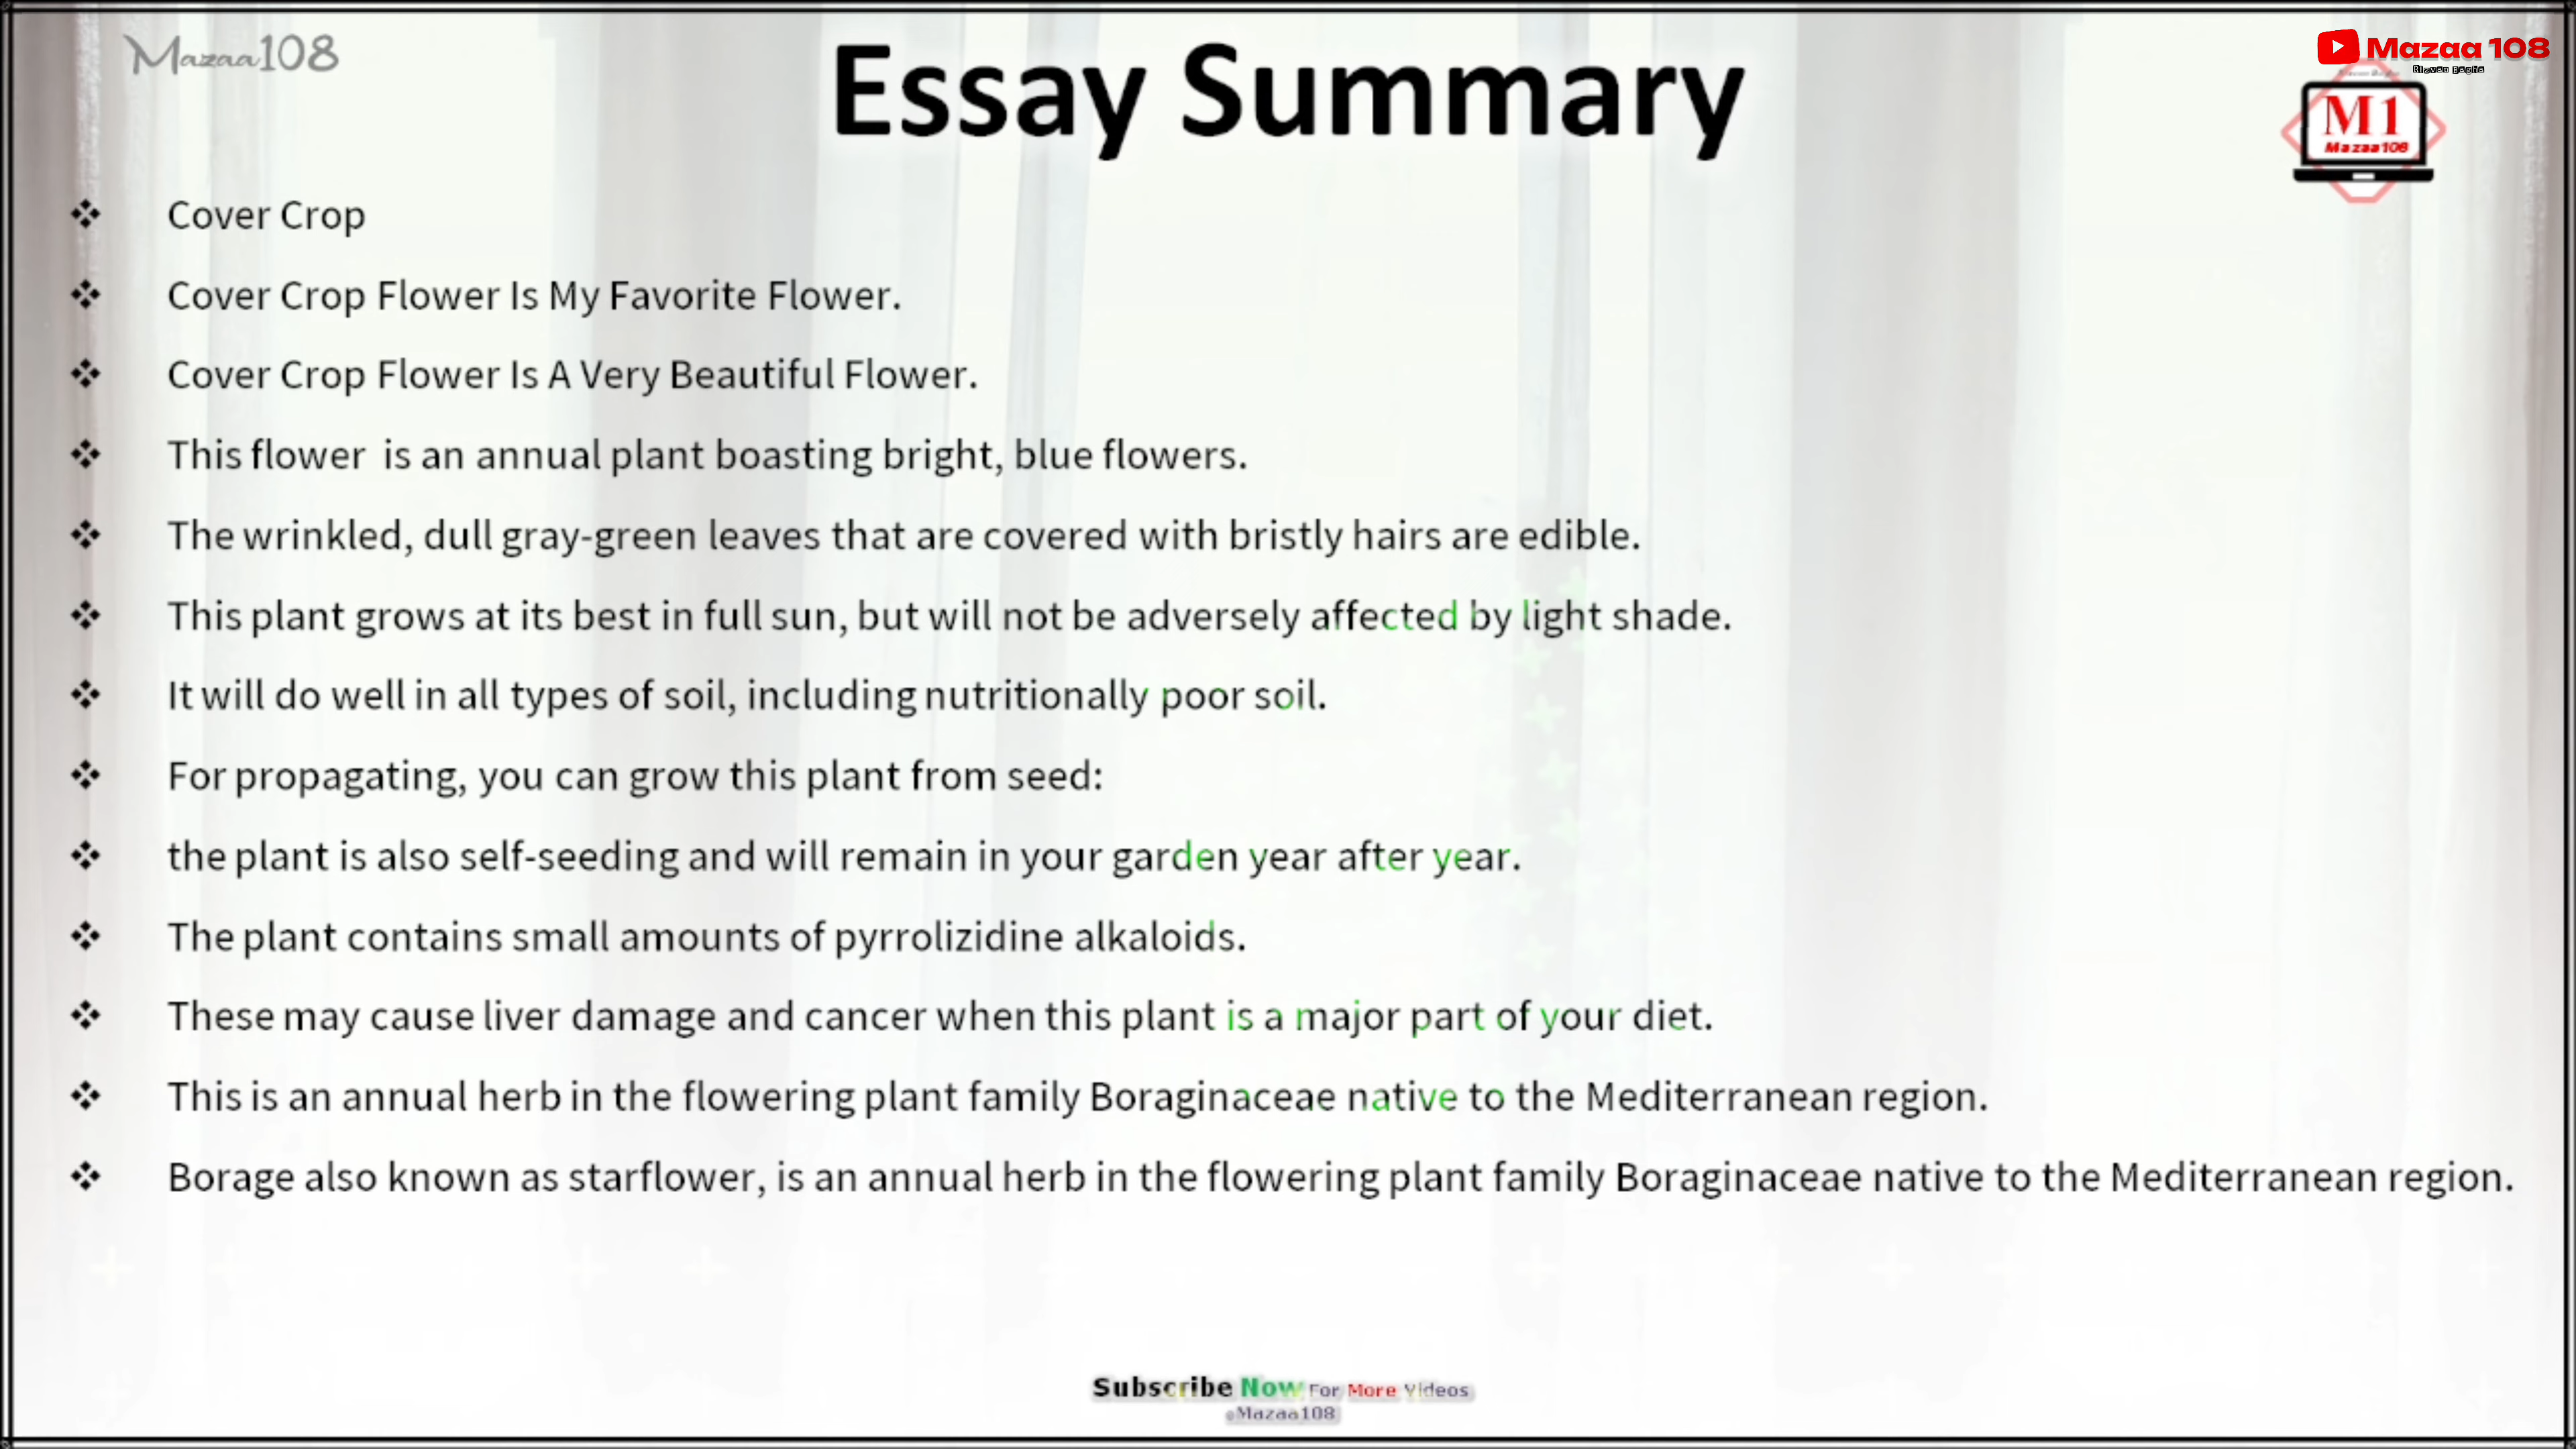 Mazaa108
Essay Summary
Mazaa 108
M1
Mazaa108
Cover Crop
Cover Crop Flower Is My Favorite Flower.
Cover Crop Flower Is A Very Beautiful Flower.
This flower  is an annual plant boasting bright, blue flowers.
The wrinkled, dull gray-green leaves that are covered with bristly hairs are edible.
This plant grows at its best in full sun, but will not be adversely affected by light shade.
It will do well in all types of soil, including nutritionally poor soil.
For propagating, you can grow this plant from seed:
the plant is also self-seeding and will remain in your garden year after year.
The plant contains small amounts of pyrrolizidine alkaloids.
These may cause liver damage and cancer when this plant is a major part of your diet.
This is an annual herb in the flowering plant family Boraginaceae native to the Mediterranean region.
Borage also known as starflower, is an annual herb in the flowering plant family Boraginaceae native to the Mediterranean region.
Subscribe Now For More Videos
@Mazaa108